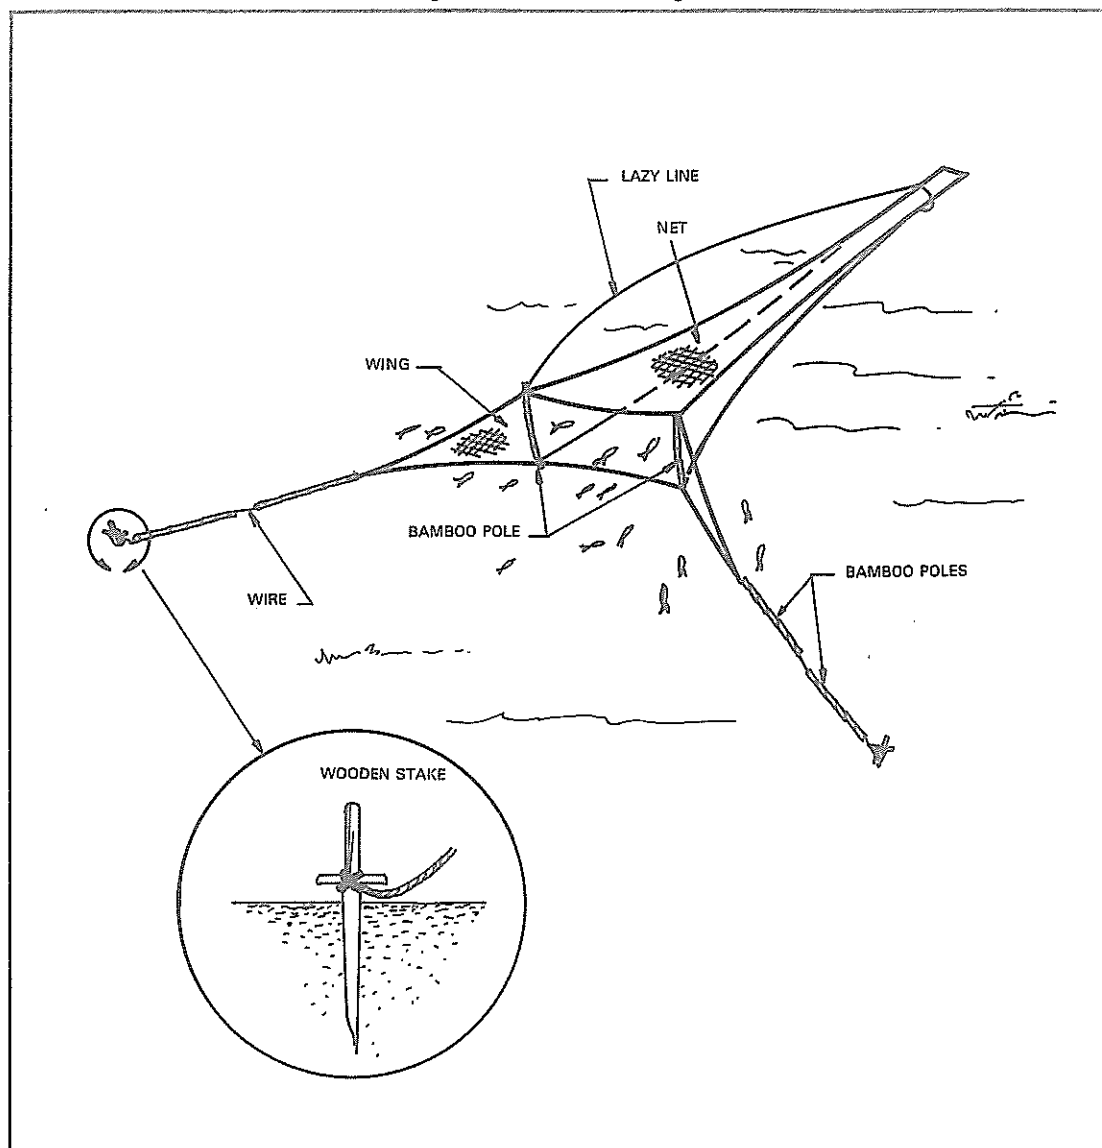 LAZY LINE
NET
WING
BAMBOO POLE
BAMBOO POLES
WIRE
WOODEN STAKE